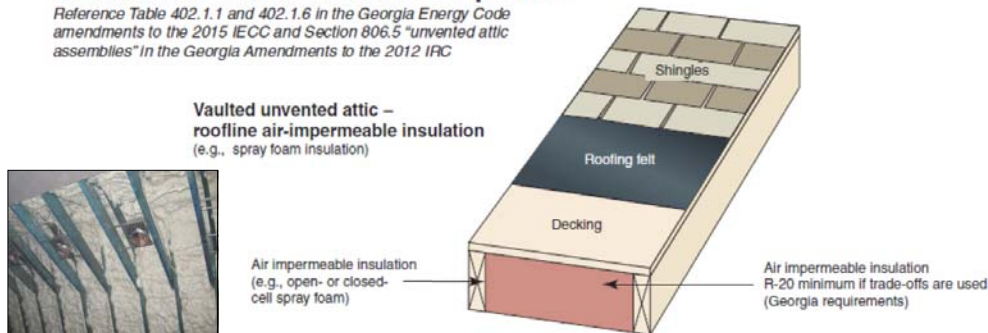 Reference Table 402.1.1 and 402.1.6 in the Georgia Energy Code
amendments to the 2015 IECC and Section 806.5 "unvented attic
assemblies" in the Georgia Amendments to the 2012 IRC
Vaulted unvented attic –
roofline air-impermeable insulation
(e.g., spray foam insulation)
Shingles
Roofing felt
Decking
Air impermeable insulation
(e.g., open- or closed-
cell spray foam)
Air impermeable insulation
R-20 minimum if trade-offs are used
(Georgia requirements)